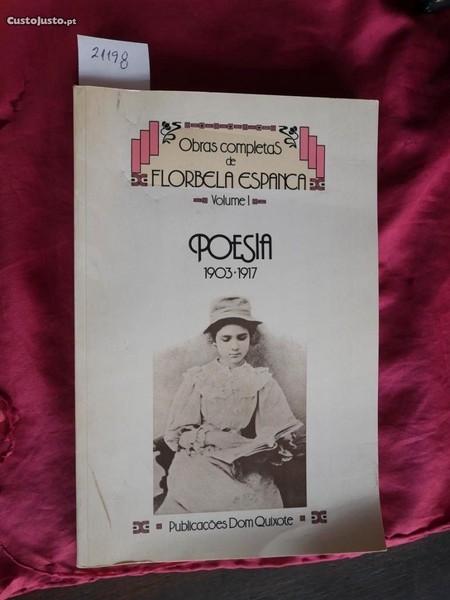 CustoJusto.pt
21198
Obras completas
de
FLORBELA ESPANCA
Volume I
POESIA
1903-1917
Publicações Dom Quixote